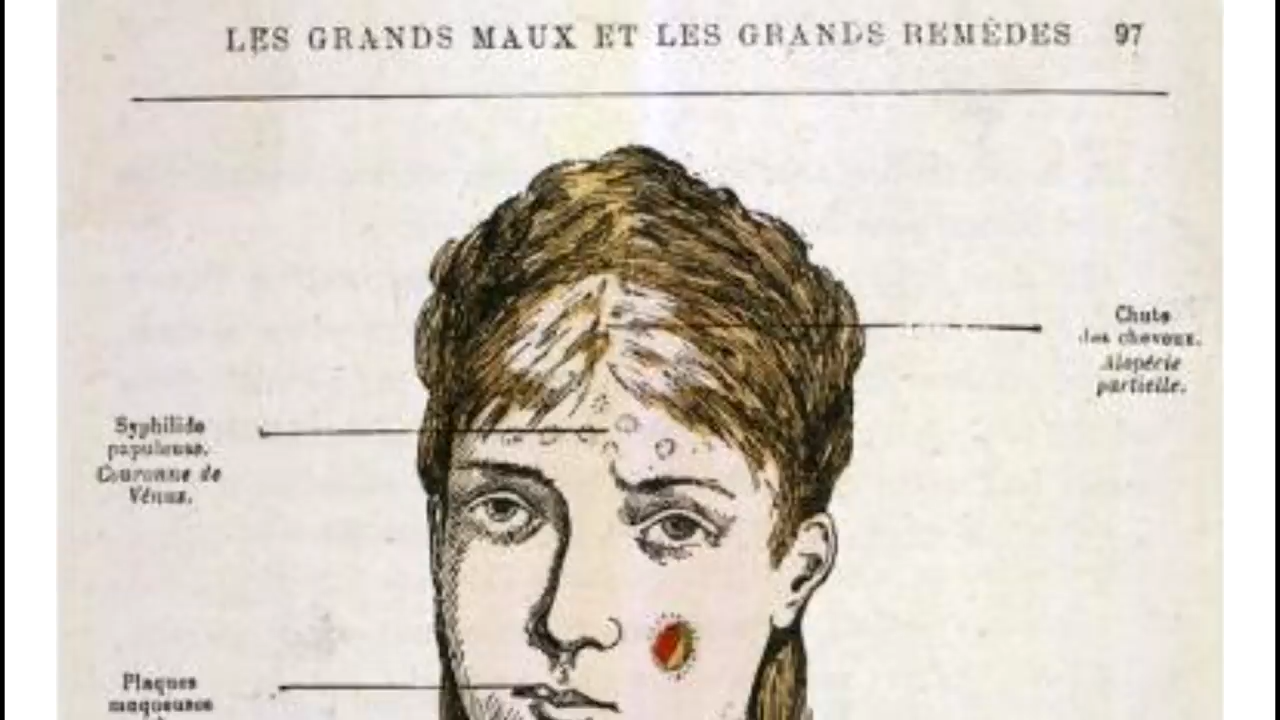 LES GRANDS MAUX ET LES GRANDS REMÈDES 97
Chute
des cheveux.
Alopécie
partielle.
Syphilide
papuleuse.
Couronne de
Vénus.
Plaques
muqueuses